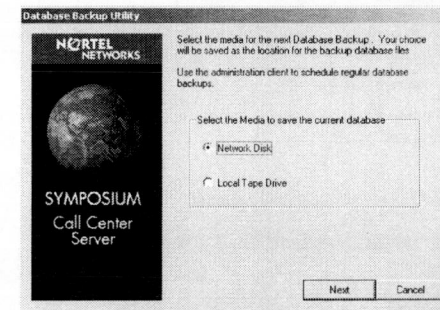 Database Backup Utility
NORTEL
NETWORKS
SYMPOSIUM
Call Center
Server
Select the media for the next Database Backup. Your choice
will be saved as the location for the backup database files
Use the administration client to schedule regular database
backups.
Select the Media to save the current database
Network Disk
Local Tape Drive
Next
Cancel